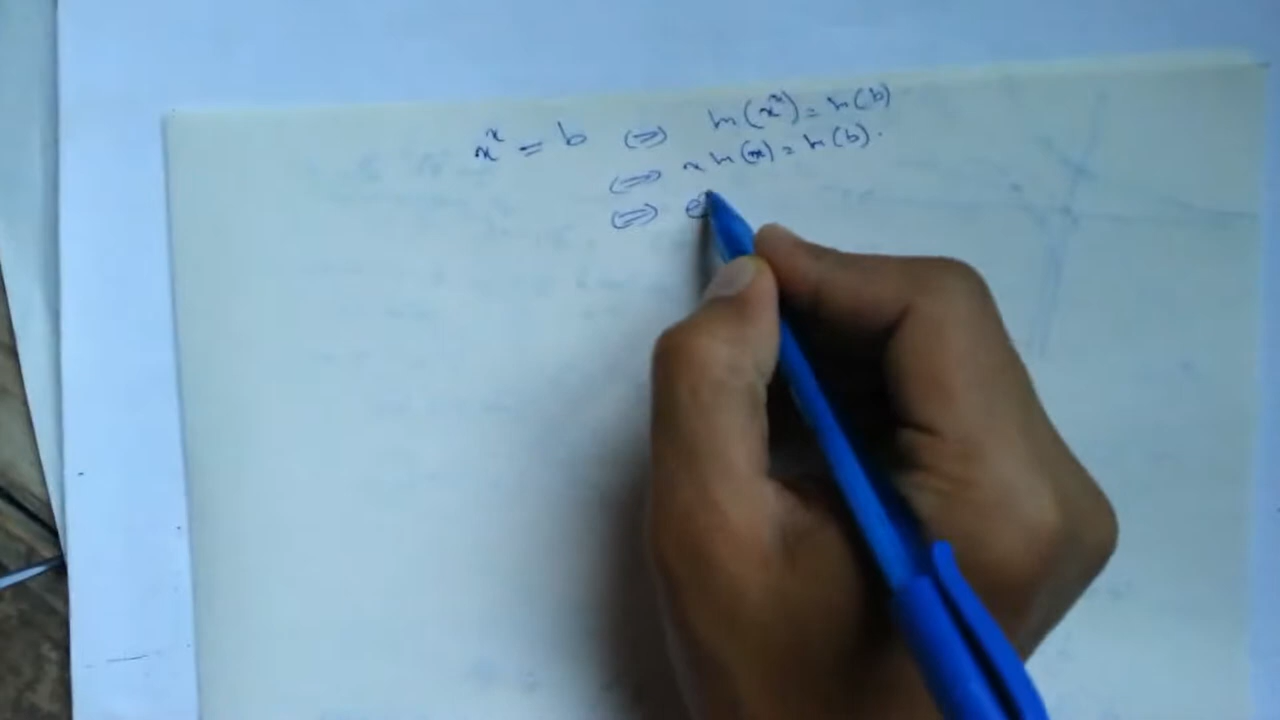 x^x = b ⟺ ln(x^x) = ln(b)
⟺ x ln(x) = ln(b).
⟺ e